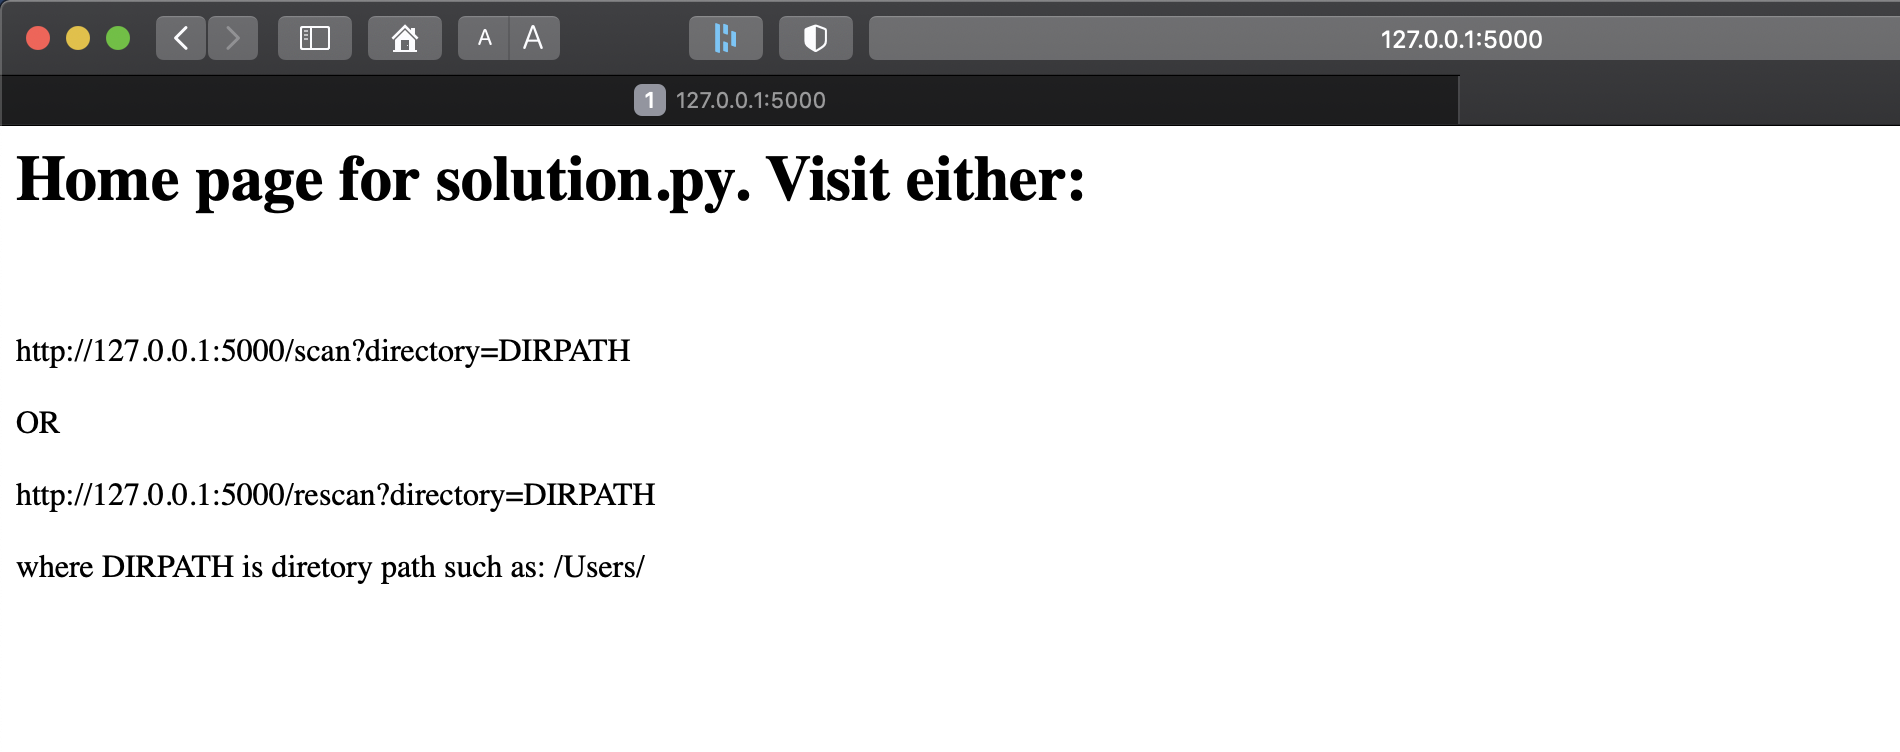 A A
127.0.0.1:5000
1 127.0.0.1:5000
Home page for solution.py. Visit either:
http://127.0.0.1:5000/scan?directory=DIRPATH
OR
http://127.0.0.1:5000/rescan?directory=DIRPATH
where DIRPATH is diretory path such as: /Users/